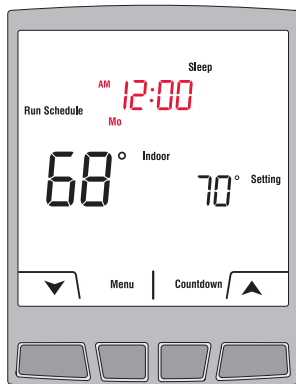 Sleep
AM 12:00
Run Schedule
Mo
68° Indoor
70° Setting
Menu
Countdown